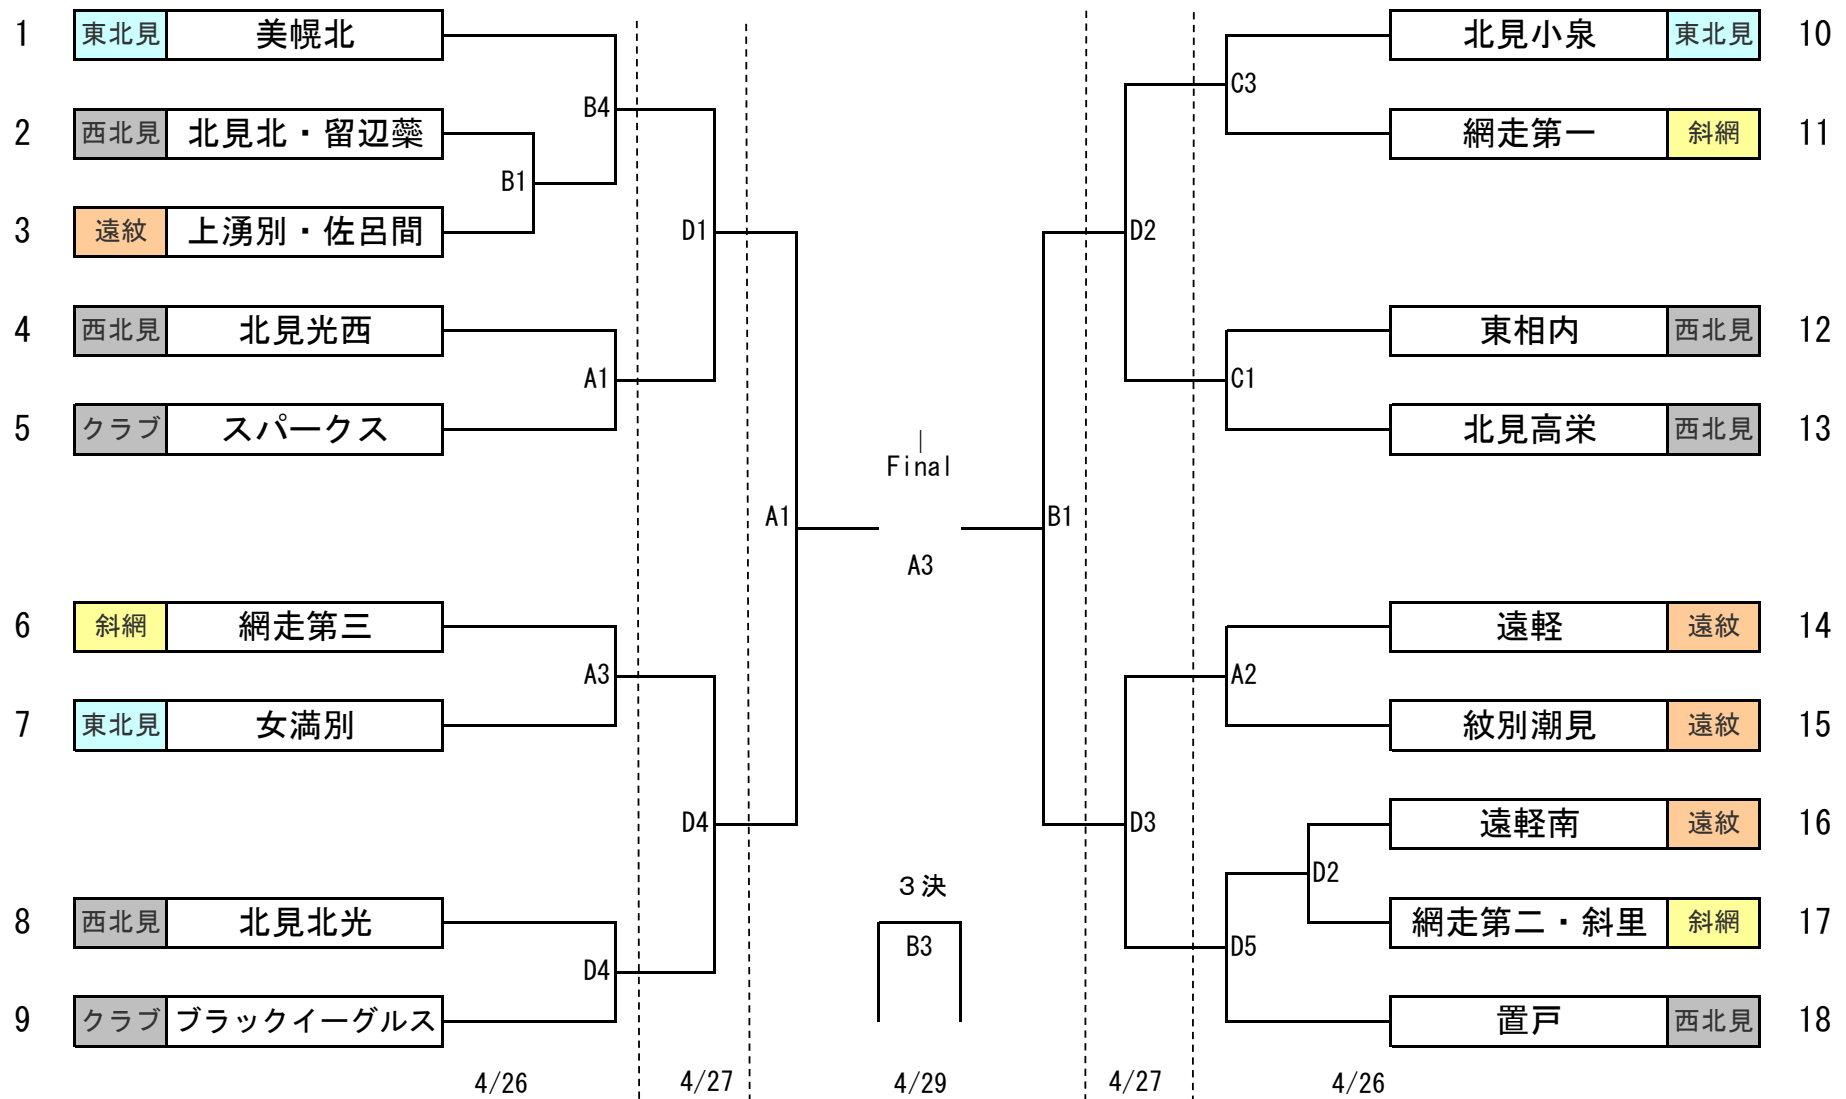 1 東北見 美幌北
2 西北見 北見北・留辺蘂
3 遠紋 上湧別・佐呂間
4 西北見 北見光西
5 クラブ スパークス
6 斜網 網走第三
7 東北見 女満別
8 西北見 北見北光
9 クラブ ブラックイーグルス
B4
B1
A1
A3
D4
D1
D4
A1
Final
A3
3決
B3
B1
D2
D3
C3
C1
A2
D2
D5
北見小泉 東北見 10
網走第一 斜網 11
東相内 西北見 12
北見高栄 西北見 13
遠軽 遠紋 14
紋別潮見 遠紋 15
遠軽南 遠紋 16
網走第二・斜里 斜網 17
置戸 西北見 18
4/26 4/27 4/29 4/27 4/26